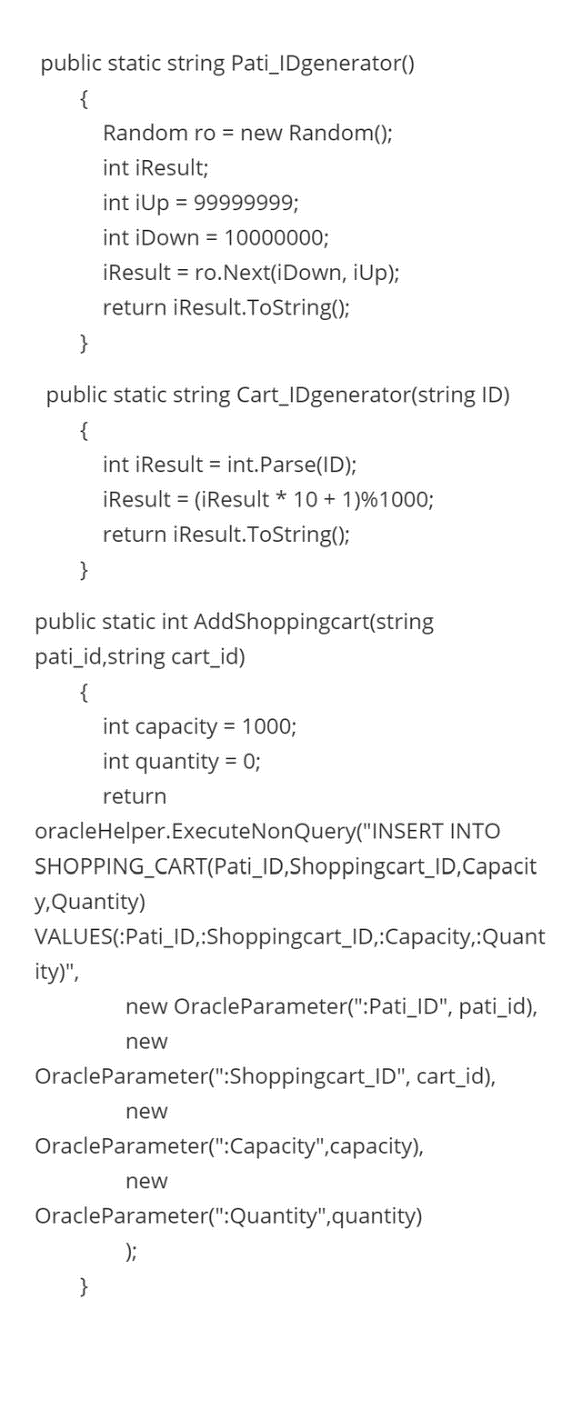 public static string Pati_IDgenerator()
{
Random ro = new Random();
int iResult;
int iUp = 99999999;
int iDown = 10000000;
iResult = ro.Next(iDown, iUp);
return iResult.ToString();
}
public static string Cart_IDgenerator(string ID)
{
int iResult = int.Parse(ID);
iResult = (iResult * 10 + 1)%1000;
return iResult.ToString();
}
public static int AddShoppingcart(string
pati_id,string cart_id)
{
int capacity = 1000;
int quantity = 0;
return
oracleHelper.ExecuteNonQuery("INSERT INTO
SHOPPING_CART(Pati_ID,Shoppingcart_ID,Capacit
y,Quantity)
VALUES(:Pati_ID,:Shoppingcart_ID,:Capacity,:Quant
ity)",
new OracleParameter(":Pati_ID", pati_id),
new
OracleParameter(":Shoppingcart_ID", cart_id),
new
OracleParameter(":Capacity",capacity),
new
OracleParameter(":Quantity",quantity)
);
}